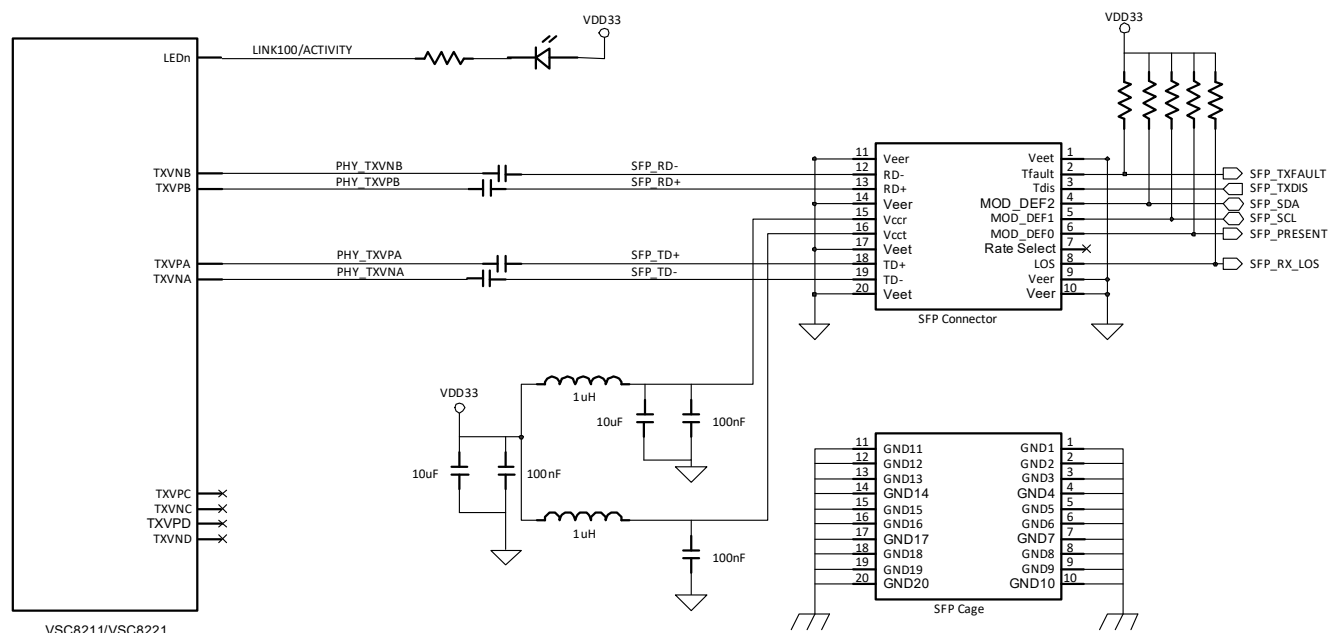 VDD33
VDD33
LEDn LINK100/ACTIVITY
TXVNB PHY_TXVNB SFP_RD-
TXVPB PHY_TXVPB SFP_RD+
TXVPA PHY_TXVPA SFP_TD+
TXVNA PHY_TXVNA SFP_TD-
11 Veer Veet 1
12 RD- Tfault 2 SFP_TXFAULT
13 RD+ Tdis 3 SFP_TXDIS
14 Veer MOD_DEF2 4 SFP_SDA
15 Vccr MOD_DEF1 5 SFP_SCL
16 Vcct MOD_DEF0 6 SFP_PRESENT
17 Veet Rate Select 7
18 TD+ LOS 8 SFP_RX_LOS
19 TD- Veer 9
20 Veet Veer 10
SFP Connector
VDD33
1uH
10uF 100nF
10uF 100nF
1uH
100nF
TXVPC
TXVNC
TXVPD
TXVND
11 GND11 GND1 1
12 GND12 GND2 2
13 GND13 GND3 3
14 GND14 GND4 4
15 GND15 GND5 5
16 GND16 GND6 6
17 GND17 GND7 7
18 GND18 GND8 8
19 GND19 GND9 9
20 GND20 GND10 10
SFP Cage
VSC8211/VSC8221